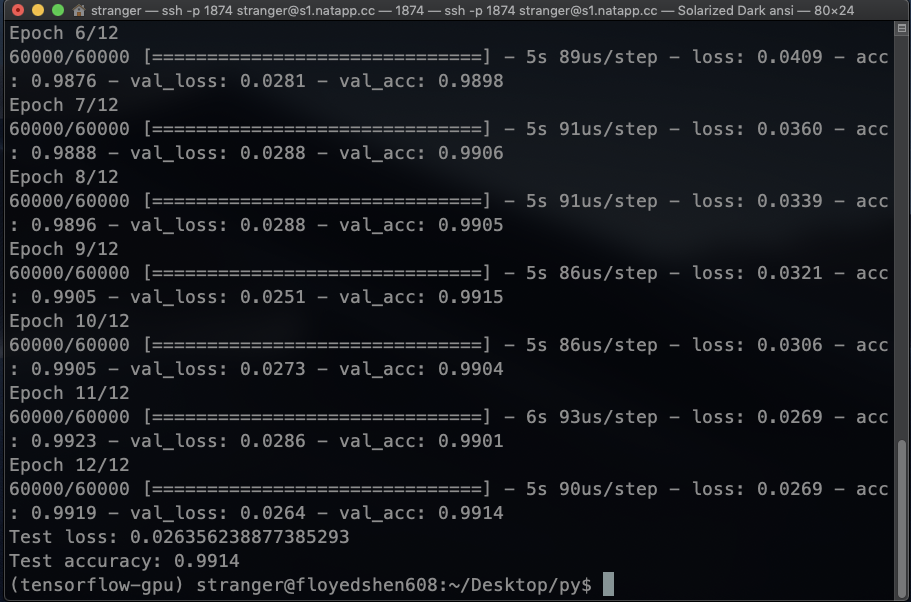 stranger — ssh -p 1874 stranger@s1.natapp.cc — 1874 — ssh -p 1874 stranger@s1.natapp.cc — Solarized Dark ansi — 80×24
Epoch 6/12
60000/60000 [==============================] - 5s 89us/step - loss: 0.0409 - acc
: 0.9876 - val_loss: 0.0281 - val_acc: 0.9898
Epoch 7/12
60000/60000 [==============================] - 5s 91us/step - loss: 0.0360 - acc
: 0.9888 - val_loss: 0.0288 - val_acc: 0.9906
Epoch 8/12
60000/60000 [==============================] - 5s 91us/step - loss: 0.0339 - acc
: 0.9896 - val_loss: 0.0288 - val_acc: 0.9905
Epoch 9/12
60000/60000 [==============================] - 5s 86us/step - loss: 0.0321 - acc
: 0.9905 - val_loss: 0.0251 - val_acc: 0.9915
Epoch 10/12
60000/60000 [==============================] - 5s 86us/step - loss: 0.0306 - acc
: 0.9905 - val_loss: 0.0273 - val_acc: 0.9904
Epoch 11/12
60000/60000 [==============================] - 6s 93us/step - loss: 0.0269 - acc
: 0.9923 - val_loss: 0.0286 - val_acc: 0.9901
Epoch 12/12
60000/60000 [==============================] - 5s 90us/step - loss: 0.0269 - acc
: 0.9919 - val_loss: 0.0264 - val_acc: 0.9914
Test loss: 0.026356238877385293
Test accuracy: 0.9914
(tensorflow-gpu) stranger@floyedshen608:~/Desktop/py$